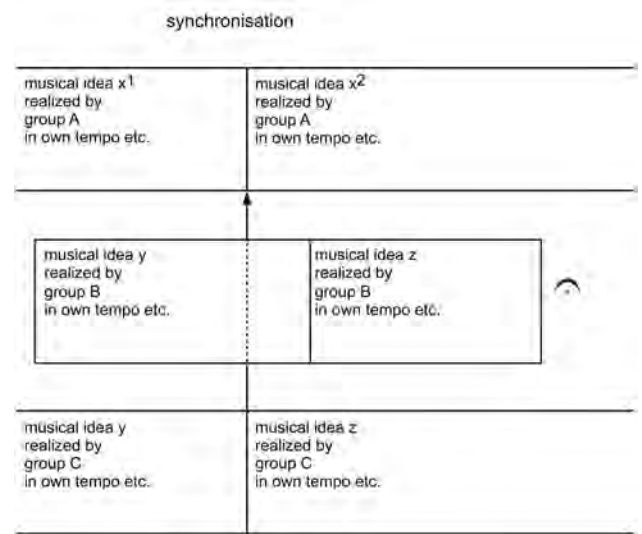 synchronisation
musical idea x¹
realized by
group A
in own tempo etc.
musical idea x²
realized by
group A
in own tempo etc.
musical idea y
realized by
group B
in own tempo etc.
musical idea z
realized by
group B
in own tempo etc.
musical idea y
realized by
group C
in own tempo etc.
musical idea z
realized by
group C
in own tempo etc.